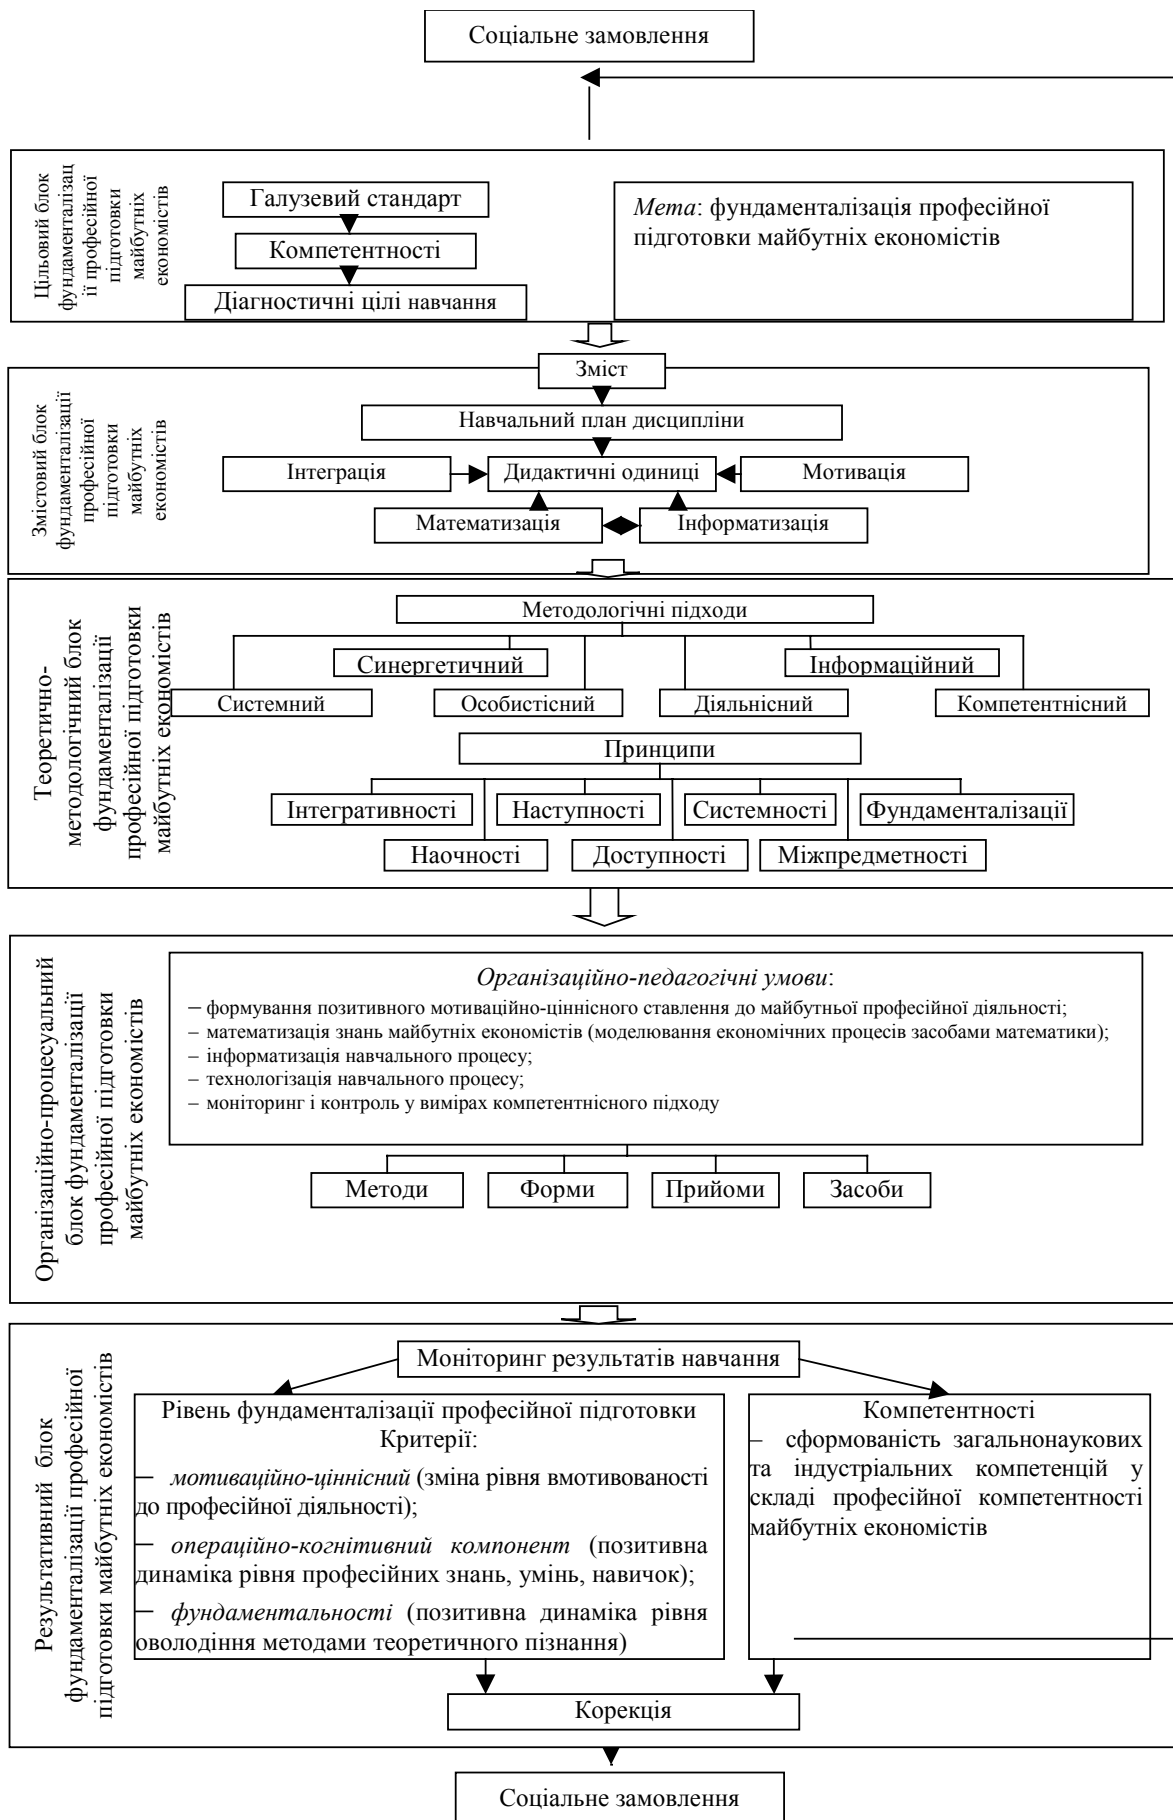 Соціальне замовлення
Цільовий блок
фундаменталізац
ії професійної
підготовки
майбутніх
економістів
Галузевий стандарт
Компетентності
Діагностичні цілі навчання
Мета: фундаменталізація професійної
підготовки майбутніх економістів
Змістовий блок
фундаменталізації
професійної
підготовки
майбутніх
економістів
Зміст
Навчальний план дисципліни
Інтеграція
Дидактичні одиниці
Мотивація
Математизація
Інформатизація
Теоретично-
методологічний блок
фундаменталізації
професійної підготовки
майбутніх економістів
Методологічні підходи
Синергетичний
Інформаційний
Системний
Особистісний
Діяльнісний
Компетентнісний
Принципи
Інтегративності
Наступності
Системності
Фундаменталізації
Наочності
Доступності
Міжпредметності
Організаційно-процесуальний
блок фундаменталізації
професійної підготовки
майбутніх економістів
Організаційно-педагогічні умови:
– формування позитивного мотиваційно-ціннісного ставлення до майбутньої професійної діяльності;
– математизація знань майбутніх економістів (моделювання економічних процесів засобами математики);
– інформатизація навчального процесу;
– технологізація навчального процесу;
– моніторинг і контроль у вимірах компетентнісного підходу
Методи
Форми
Прийоми
Засоби
Результативний блок
фундаменталізації професійної
підготовки майбутніх економістів
Моніторинг результатів навчання
Рівень фундаменталізації професійної підготовки
Критерії:
– мотиваційно-ціннісний (зміна рівня вмотивованості
до професійної діяльності);
– операційно-когнітивний компонент (позитивна
динаміка рівня професійних знань, умінь, навичок);
– фундаментальності (позитивна динаміка рівня
оволодіння методами теоретичного пізнання)
Компетентності
– сформованість загальнонаукових
та індустріальних компетенцій у
складі професійної компетентності
майбутніх економістів
Корекція
Соціальне замовлення